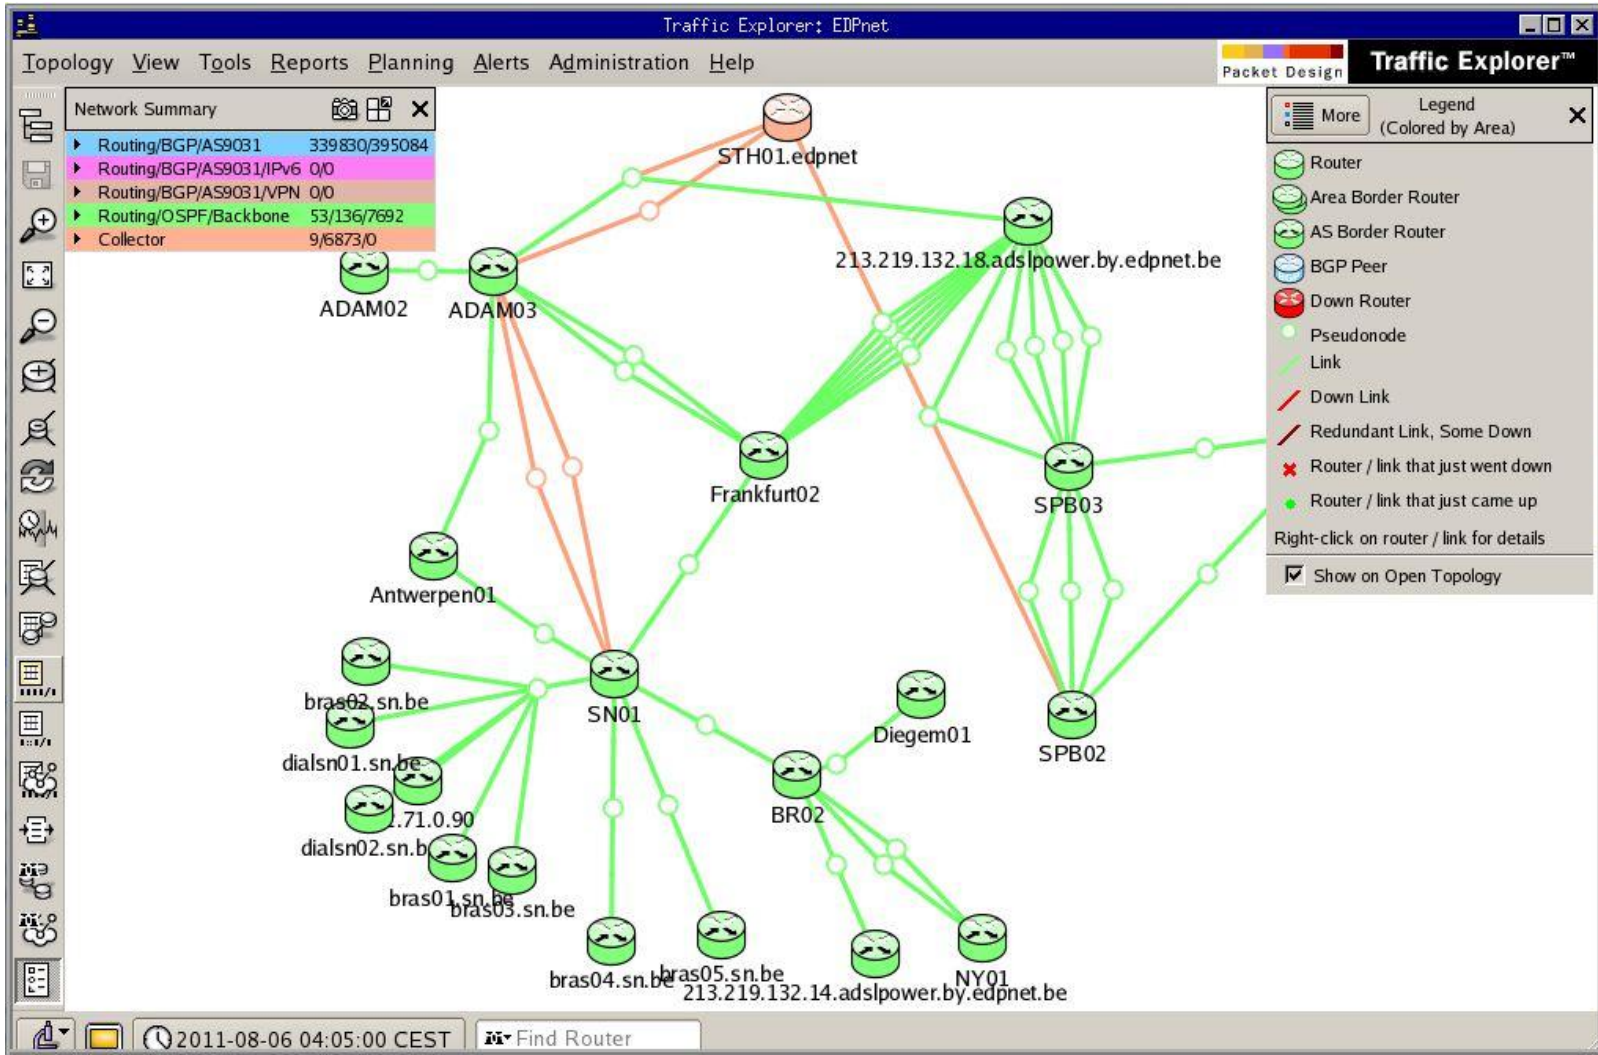 Traffic Explorer: EDPnet
Topology View Tools Reports Planning Alerts Administration Help
Packet Design
Traffic Explorer™
Network Summary
Routing/BGP/AS9031 339830/395084
Routing/BGP/AS9031/IPv6 0/0
Routing/BGP/AS9031/VPN 0/0
Routing/OSPF/Backbone 53/136/7692
Collector 9/6873/0
More
Legend
(Colored by Area)
Router
Area Border Router
AS Border Router
BGP Peer
Down Router
Pseudonode
Link
Down Link
Redundant Link, Some Down
Router / link that just went down
Router / link that just came up
Right-click on router / link for details
Show on Open Topology
STH01.edpnet
213.219.132.18.adslpower.by.edpnet.be
ADAM02
ADAM03
Frankfurt02
SPB03
Antwerpen01
bras02.sn.be
SN01
Diegem01
dialsn01.sn.be
SPB02
.71.0.90
BR02
dialsn02.sn.b
bras01.sn.be
bras03.sn.be
bras04.sn.be
bras05.sn.be
NY01
213.219.132.14.adslpower.by.edpnet.be
2011-08-06 04:05:00 CEST
Find Router